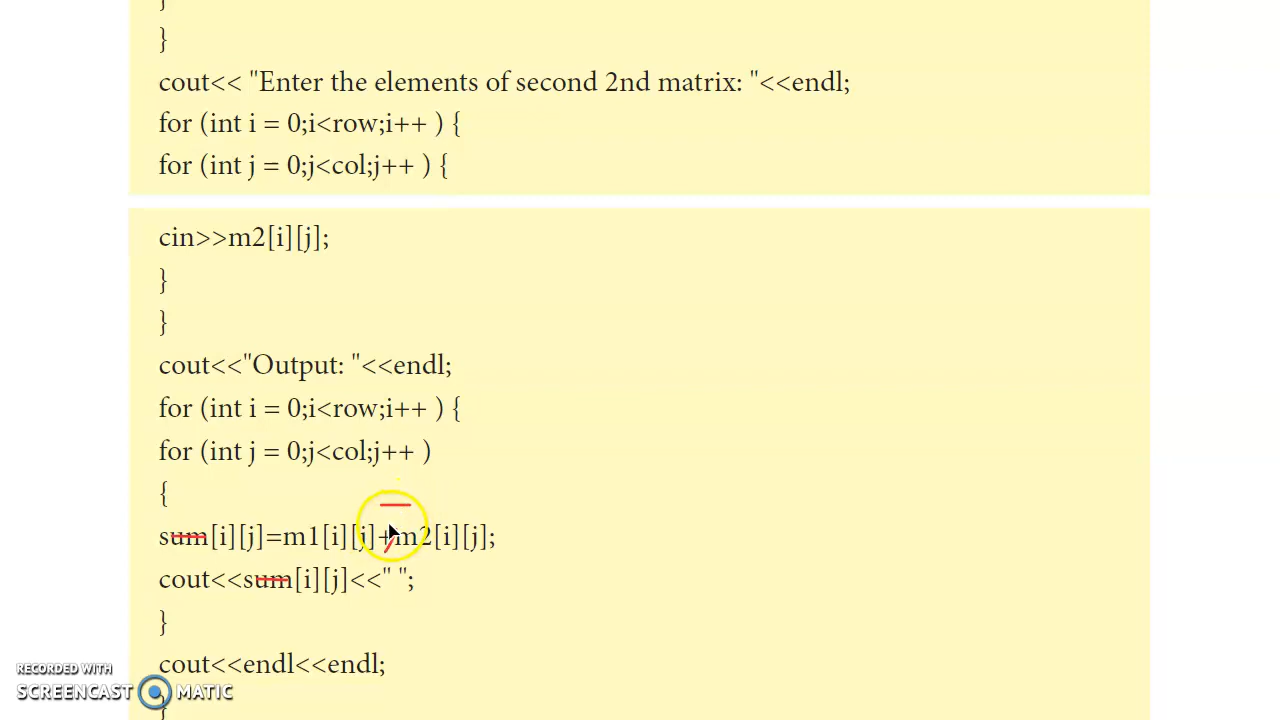 }
}
cout<< "Enter the elements of second 2nd matrix: "<<endl;
for (int i = 0;i<row;i++ ) {
for (int j = 0;j<col;j++ ) {
cin>>m2[i][j];
}
}
cout<<"Output: "<<endl;
for (int i = 0;i<row;i++ ) {
for (int j = 0;j<col;j++ )
{
sum[i][j]=m1[i][j]+m2[i][j];
cout<<sum[i][j]<<" ";
}
cout<<endl<<endl;
}
RECORDED WITH
SCREENCAST MATIC